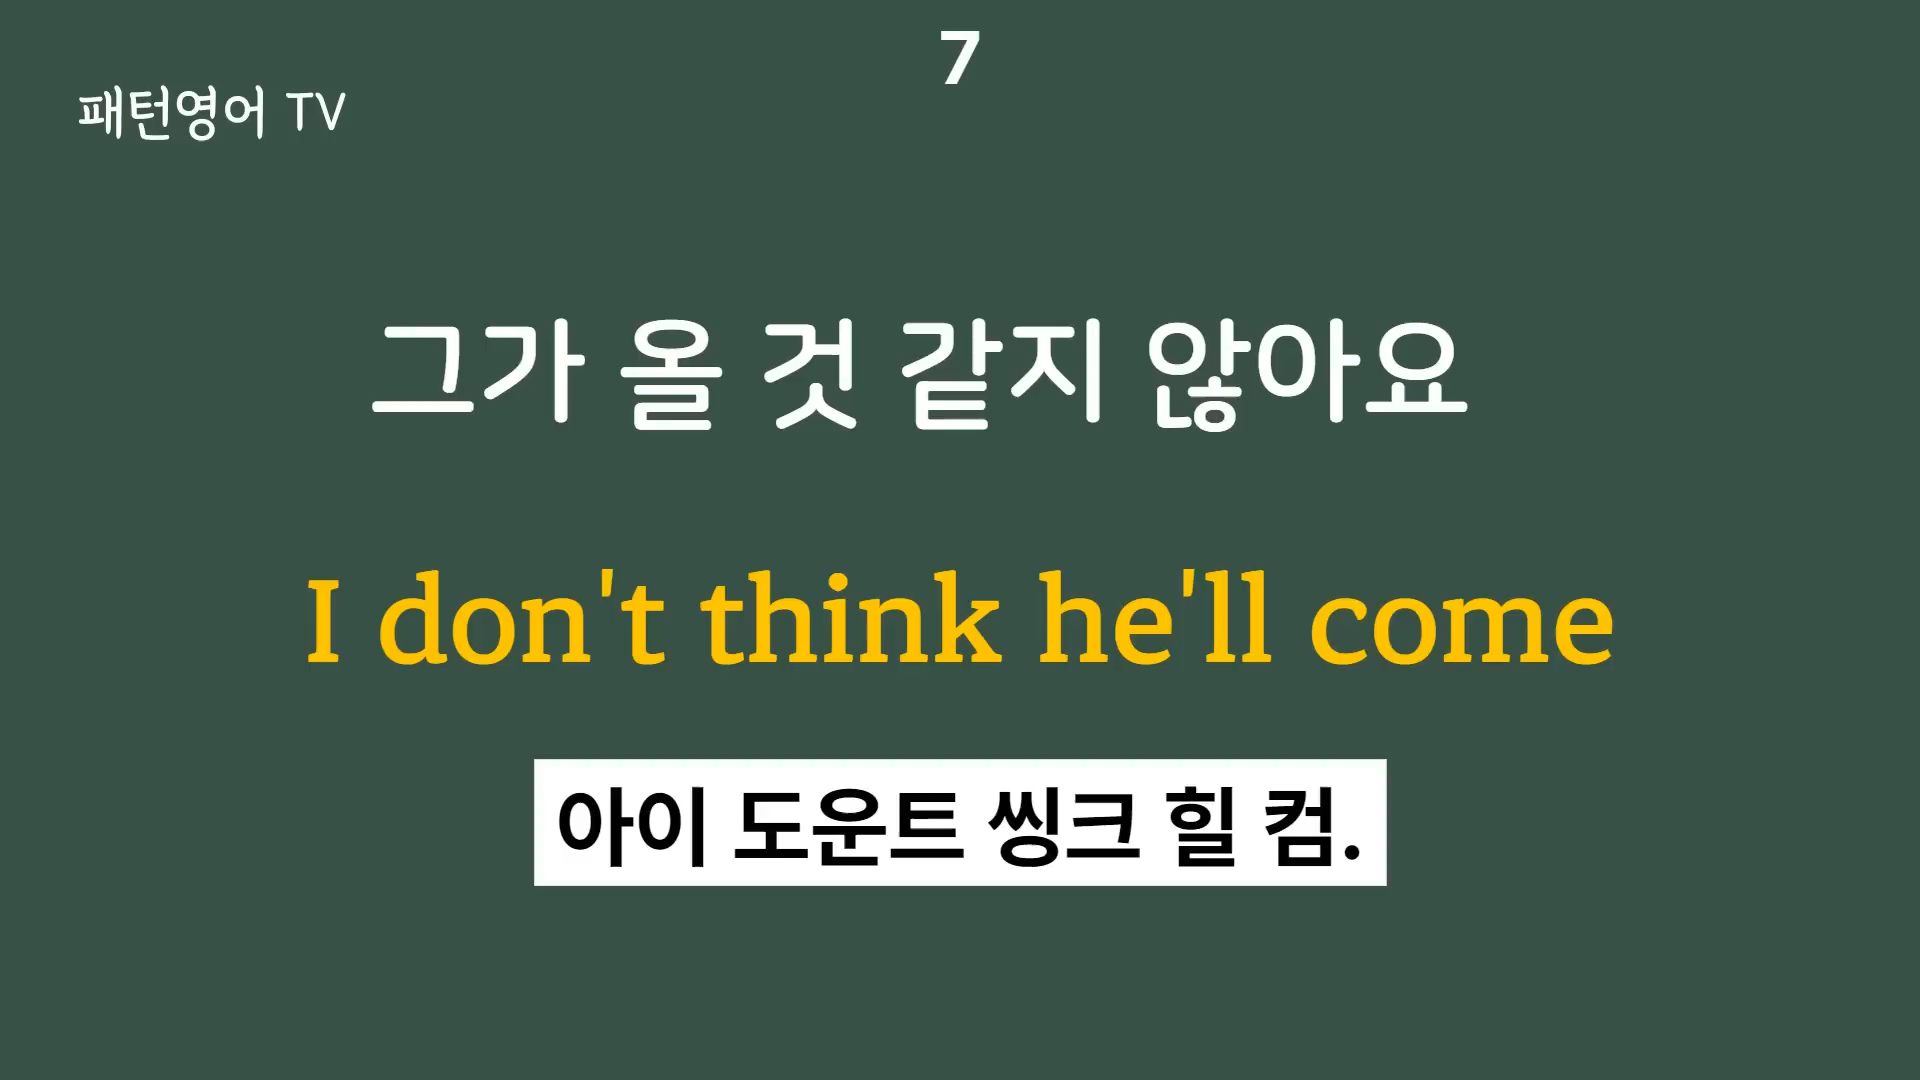 7
패턴영어 TV
그가 올 것 같지 않아요
I don't think he'll come
아이 도운트 씽크 힐 컴.